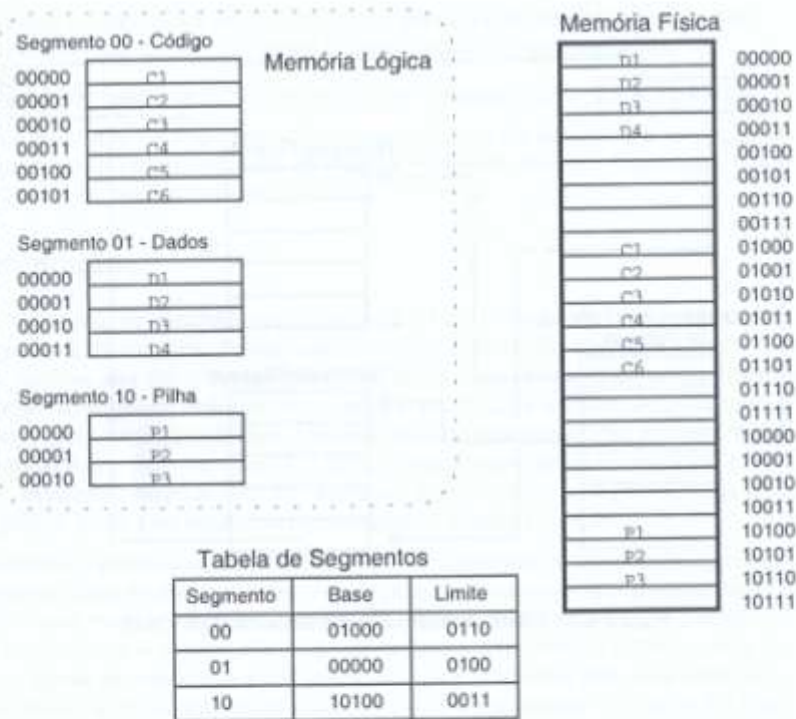 Segmento 00 - Código
Memória Lógica
00000 C1
00001 C2
00010 C3
00011 C4
00100 C5
00101 C6
Segmento 01 - Dados
00000 D1
00001 D2
00010 D3
00011 D4
Segmento 10 - Pilha
00000 P1
00001 P2
00010 P3
Memória Física
D1 00000
D2 00001
D3 00010
D4 00011
00100
00101
00110
00111
C1 01000
C2 01001
C3 01010
C4 01011
C5 01100
C6 01101
01110
01111
10000
10001
10010
10011
P1 10100
P2 10101
P3 10110
10111
Tabela de Segmentos
Segmento Base Limite
00 01000 0110
01 00000 0100
10 10100 0011